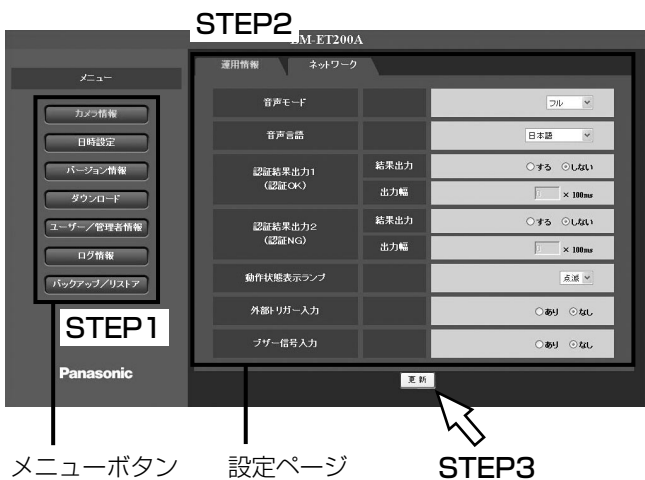 STEP2
M-ET200A
メニュー
カメラ情報
日時設定
バージョン情報
ダウンロード
ユーザー/管理者情報
ログ情報
バックアップ/リストア
STEP1
Panasonic
運用情報 ネットワーク
音声モード フル
音声言語 日本語
認証結果出力1
(認証OK)
結果出力 する しない
出力幅 × 100ms
認証結果出力2
(認証NG)
結果出力 する しない
出力幅 × 100ms
動作状態表示ランプ 点滅
外部トリガー入力 あり なし
ブザー信号入力 あり なし
更新
メニューボタン 設定ページ STEP3